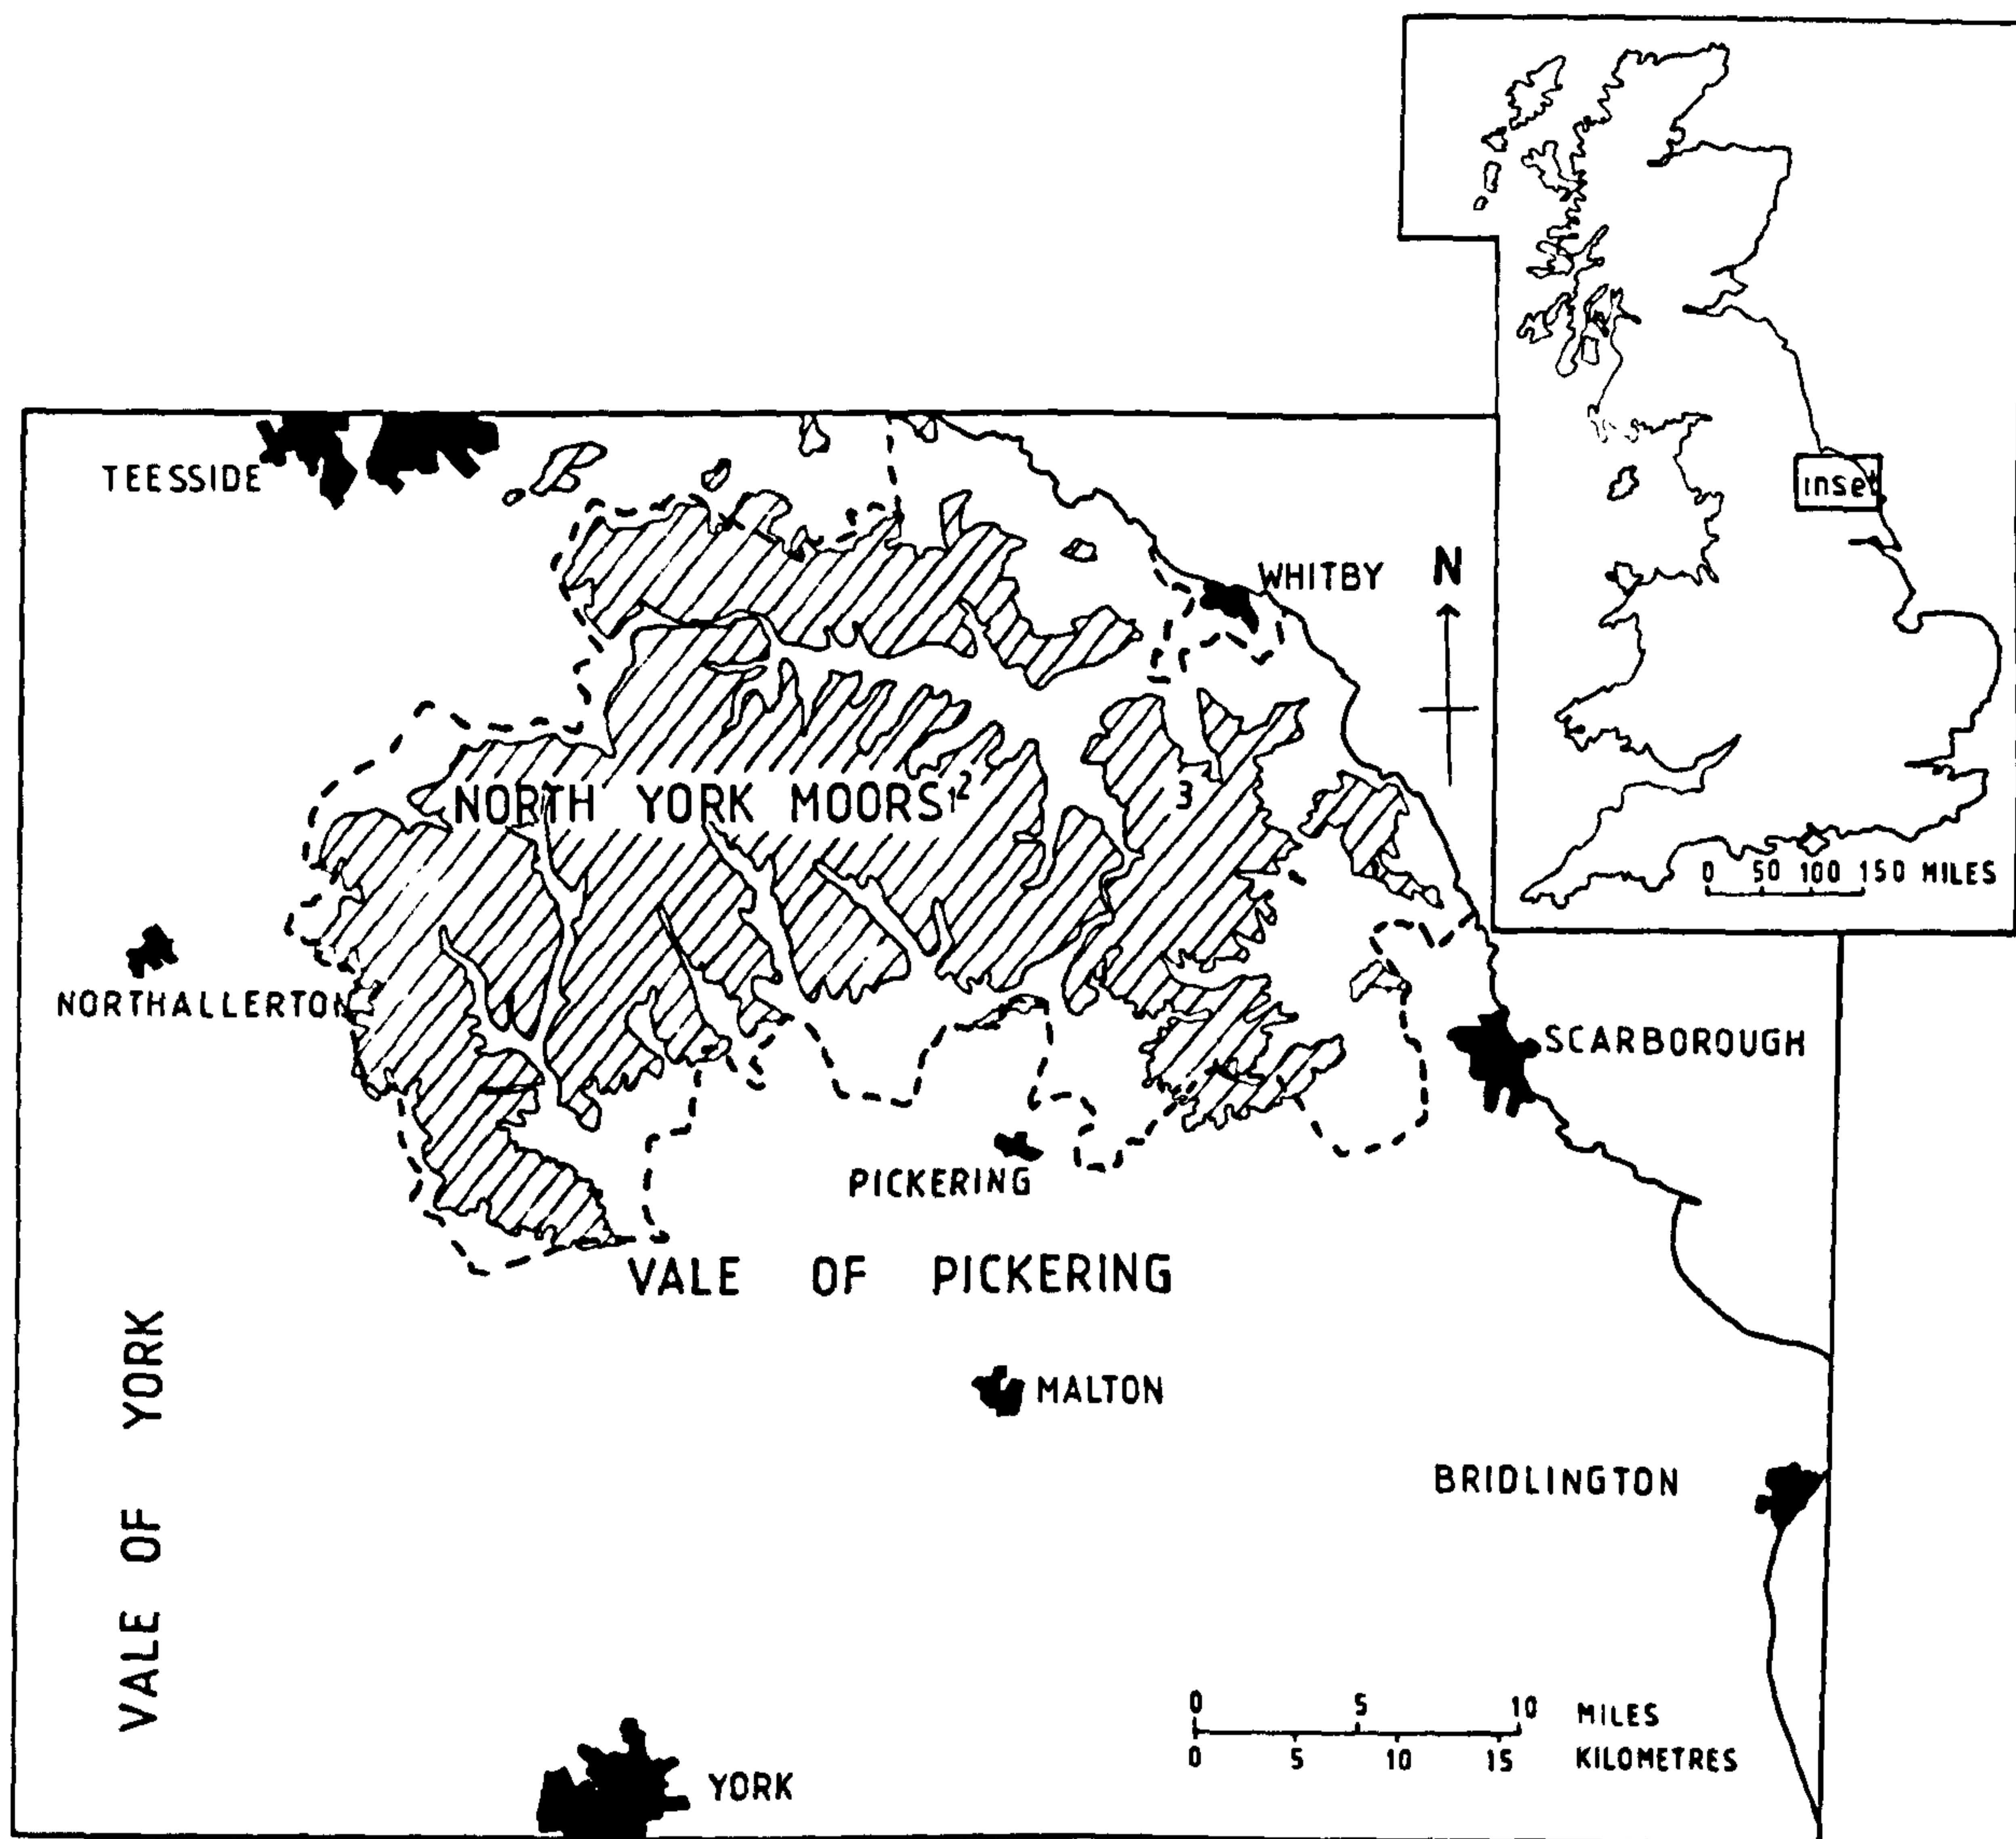 inset
0 50 100 150 MILES
TEESSIDE
WHITBY
N
NORTH YORK MOORS
1 2
3
NORTHALLERTON
SCARBOROUGH
PICKERING
VALE OF PICKERING
MALTON
VALE OF YORK
BRIDLINGTON
0 5 10 MILES
0 5 10 15 KILOMETRES
YORK